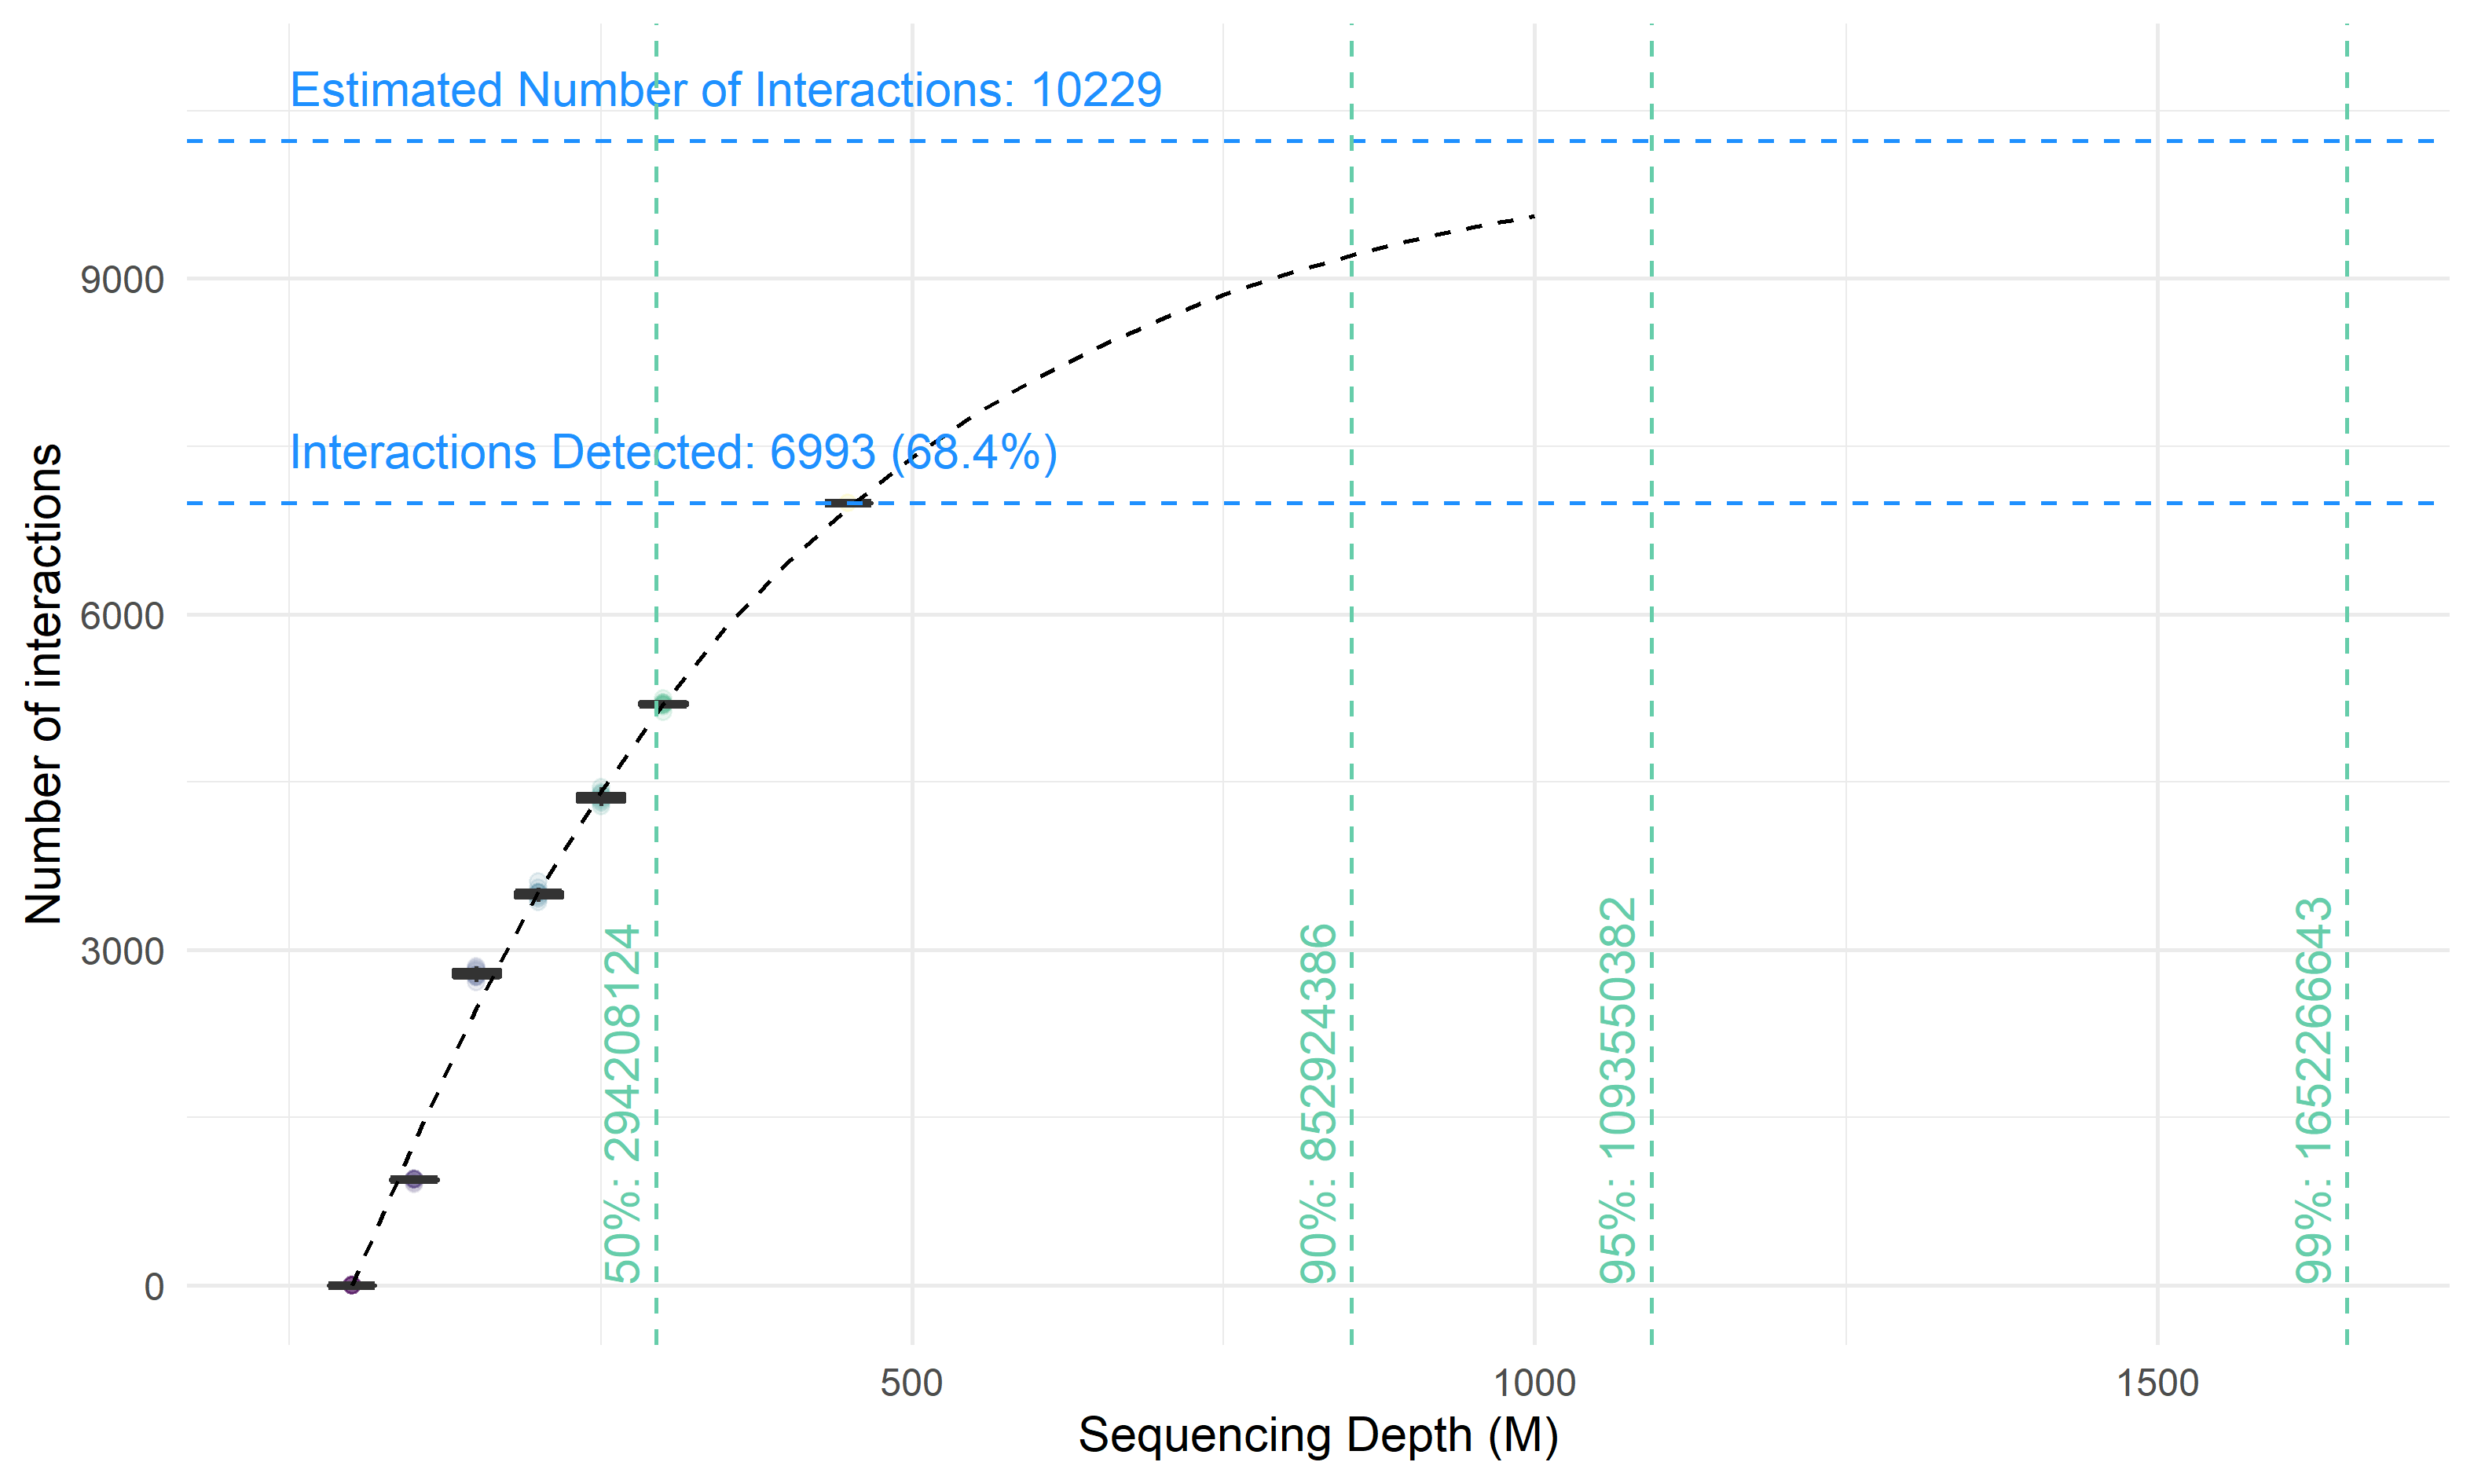 Estimated Number of Interactions: 10229
Interactions Detected: 6993 (68.4%)
Number of interactions
9000
6000
3000
0
50%: 294208124
90%: 852924386
95%: 1093550382
99%: 1652266643
500
1000
1500
Sequencing Depth (M)